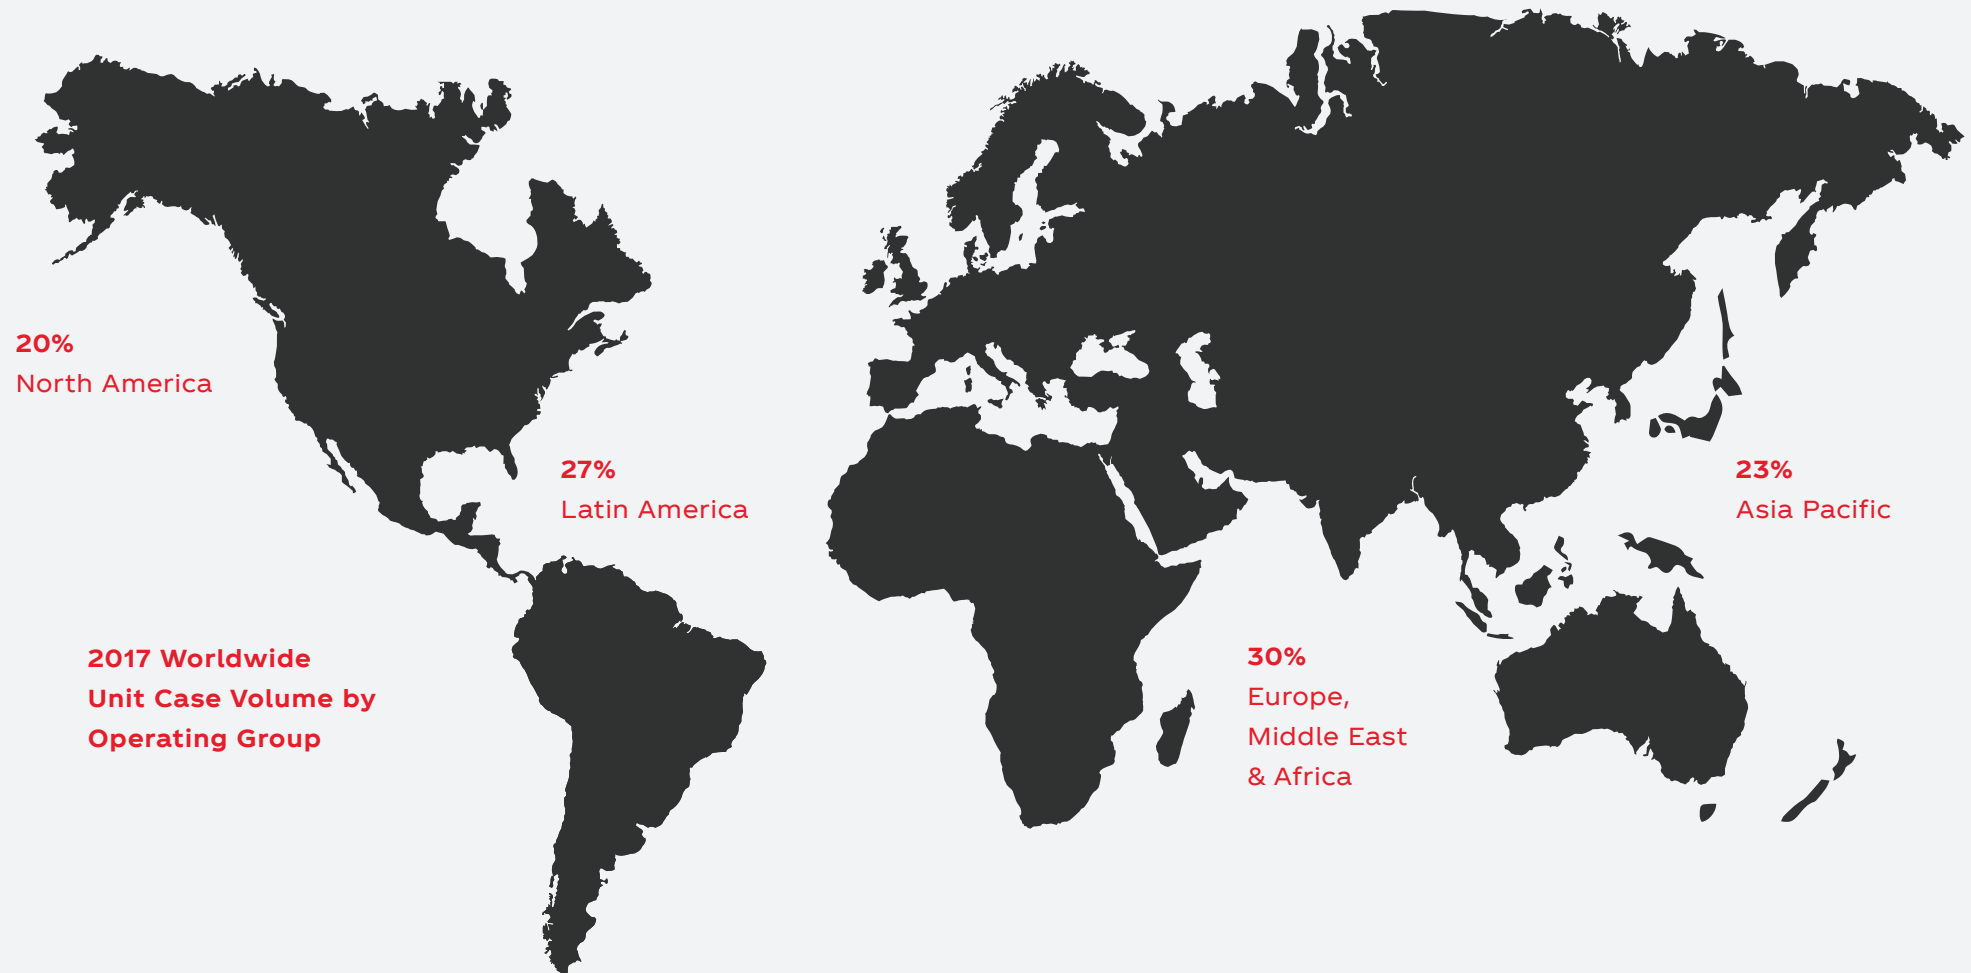 20%
North America
27%
Latin America
23%
Asia Pacific
2017 Worldwide
Unit Case Volume by
Operating Group
30%
Europe,
Middle East
& Africa